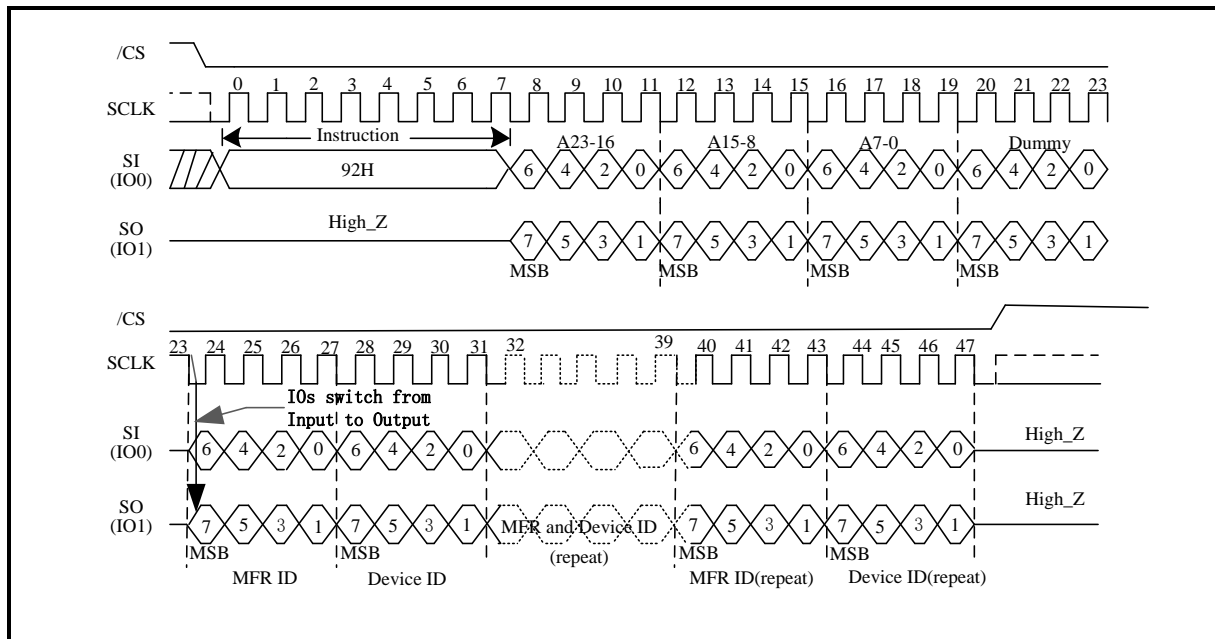 /CS
0 1 2 3 4 5 6 7 8 9 10 11 12 13 14 15 16 17 18 19 20 21 22 23
SCLK
Instruction
A23-16 A15-8 A7-0 Dummy
SI
(IO0)
92H 6 4 2 0 6 4 2 0 6 4 2 0 6 4 2 0
SO
(IO1)
High_Z 7 5 3 1 7 5 3 1 7 5 3 1 7 5 3 1
MSB MSB MSB MSB
/CS
23 24 25 26 27 28 29 30 31 32 39 40 41 42 43 44 45 46 47
SCLK
IOs switch from
Input to Output
SI
(IO0)
6 4 2 0 6 4 2 0 6 4 2 0 6 4 2 0 High_Z
SO
(IO1)
7 5 3 1 7 5 3 1 MFR and Device ID 7 5 3 1 7 5 3 1 High_Z
(repeat)
MSB MSB MSB MSB
MFR ID Device ID MFR ID(repeat) Device ID(repeat)